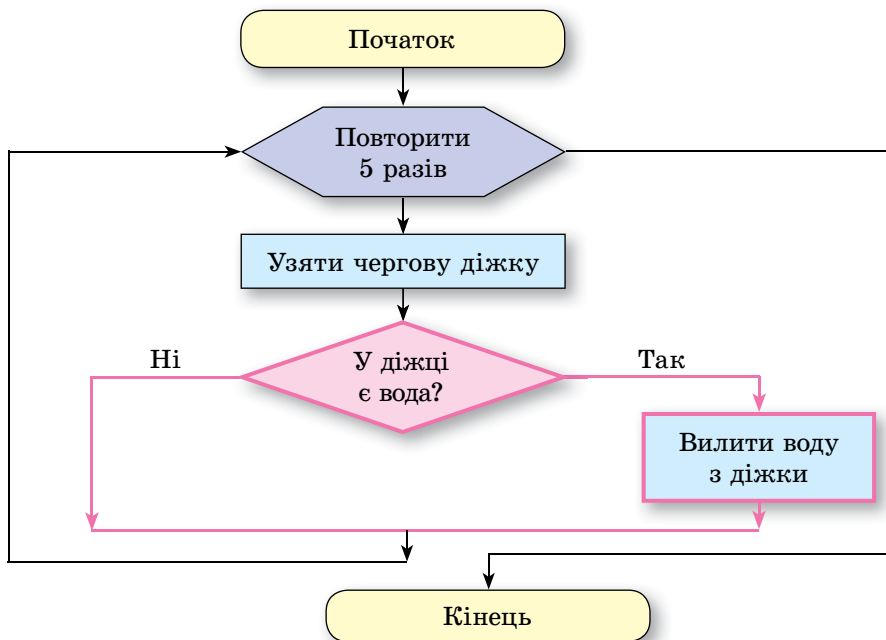 Початок
Повторити
5 разів
Узяти чергову діжку
Ні
У діжці
є вода?
Так
Вилити воду
з діжки
Кінець